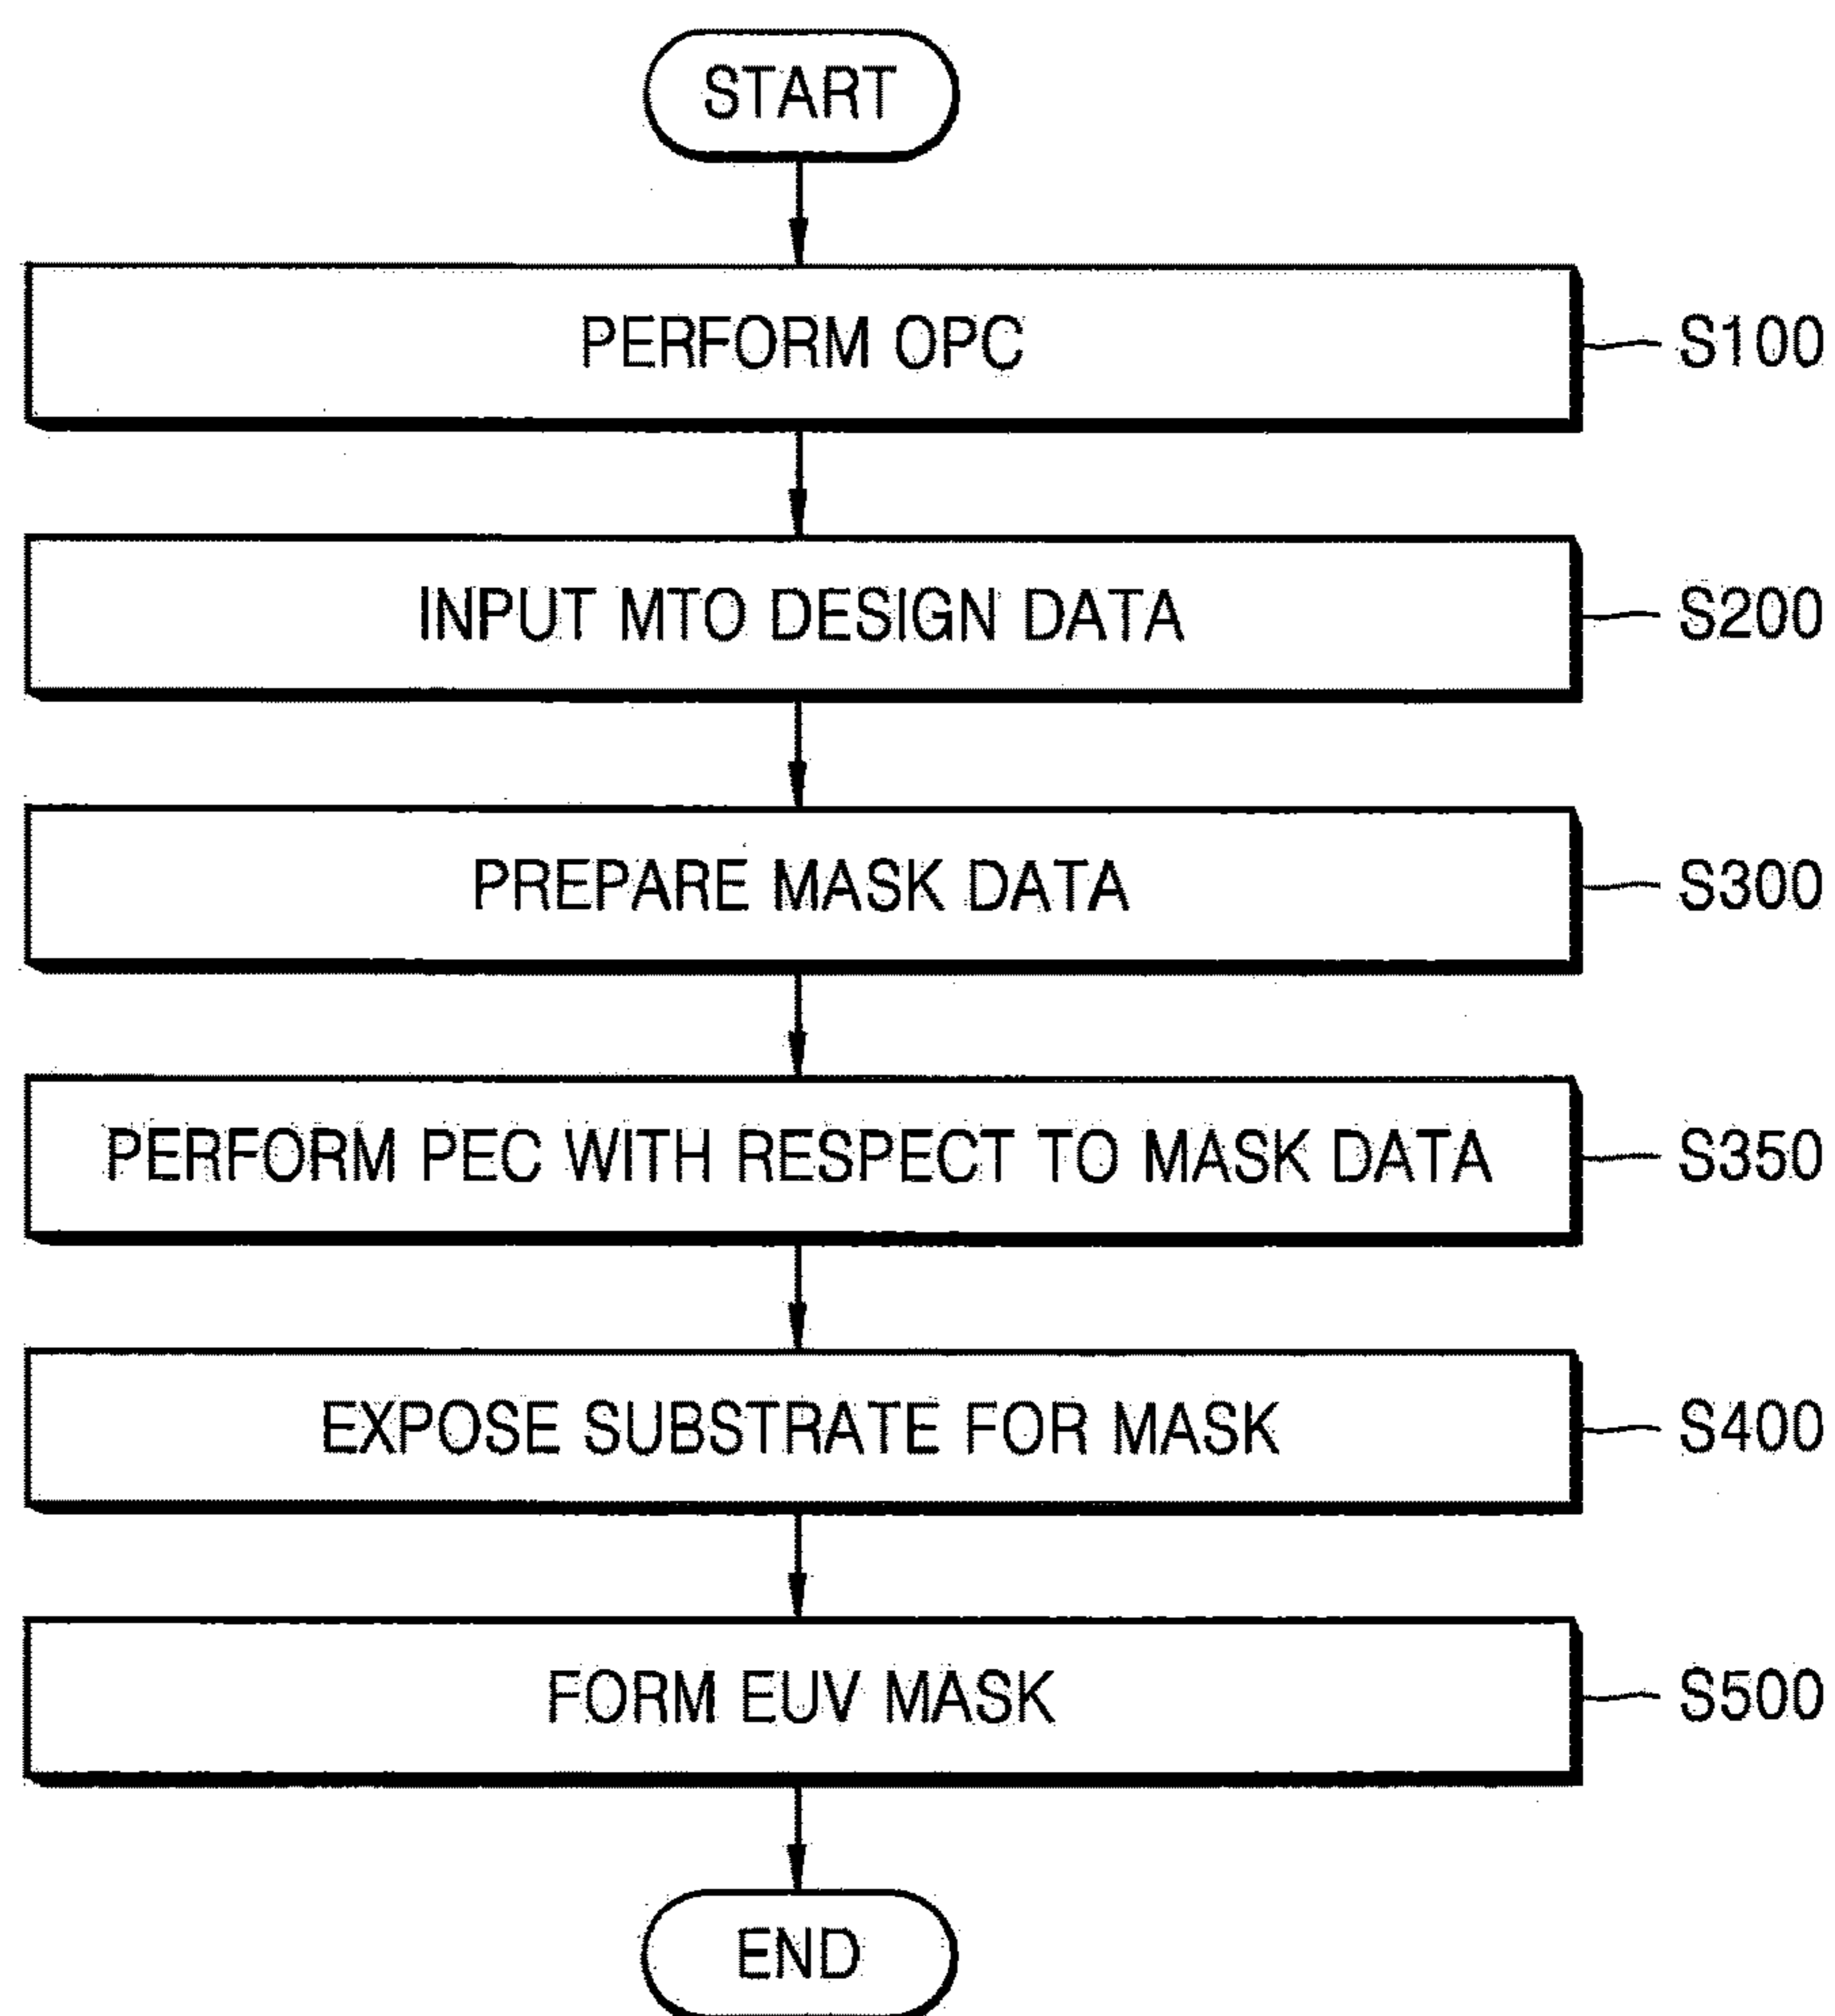 START
PERFORM OPC
S100
INPUT MTO DESIGN DATA
S200
PREPARE MASK DATA
S300
PERFORM PEC WITH RESPECT TO MASK DATA
S350
EXPOSE SUBSTRATE FOR MASK
S400
FORM EUV MASK
S500
END